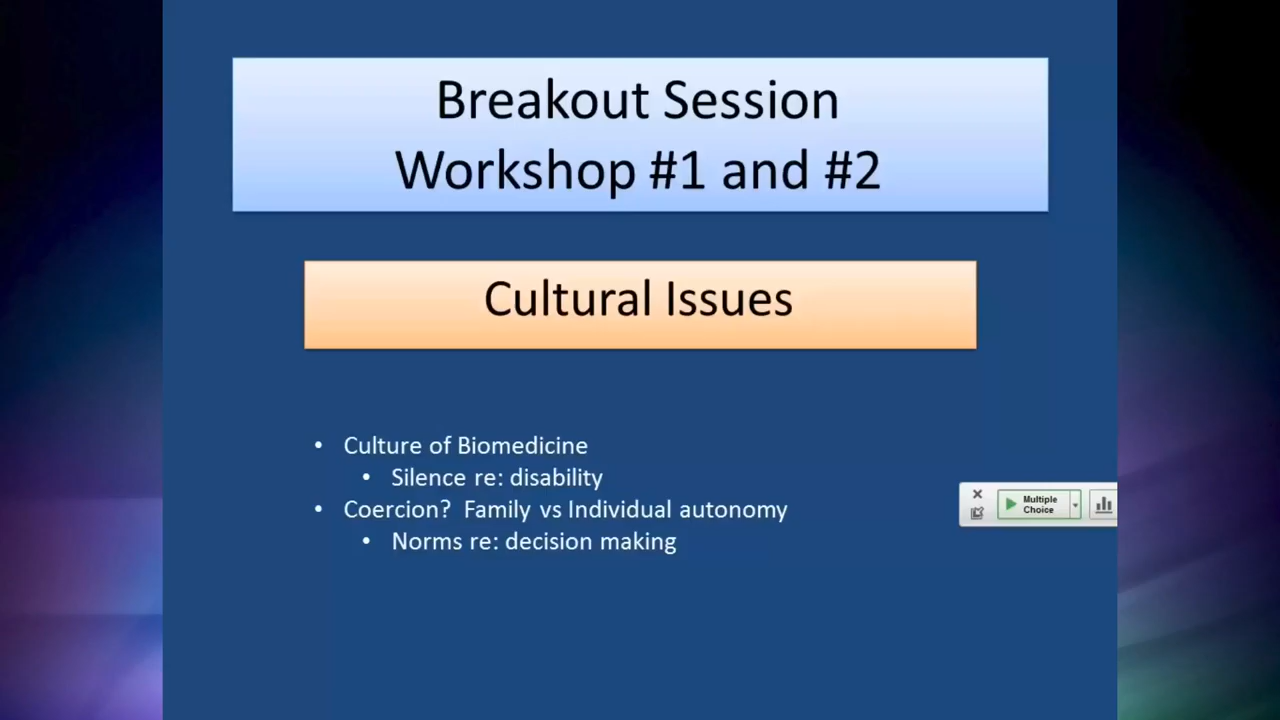 Breakout Session
Workshop #1 and #2
Cultural Issues
• Culture of Biomedicine
• Silence re: disability
• Coercion? Family vs Individual autonomy
• Norms re: decision making
Multiple
Choice